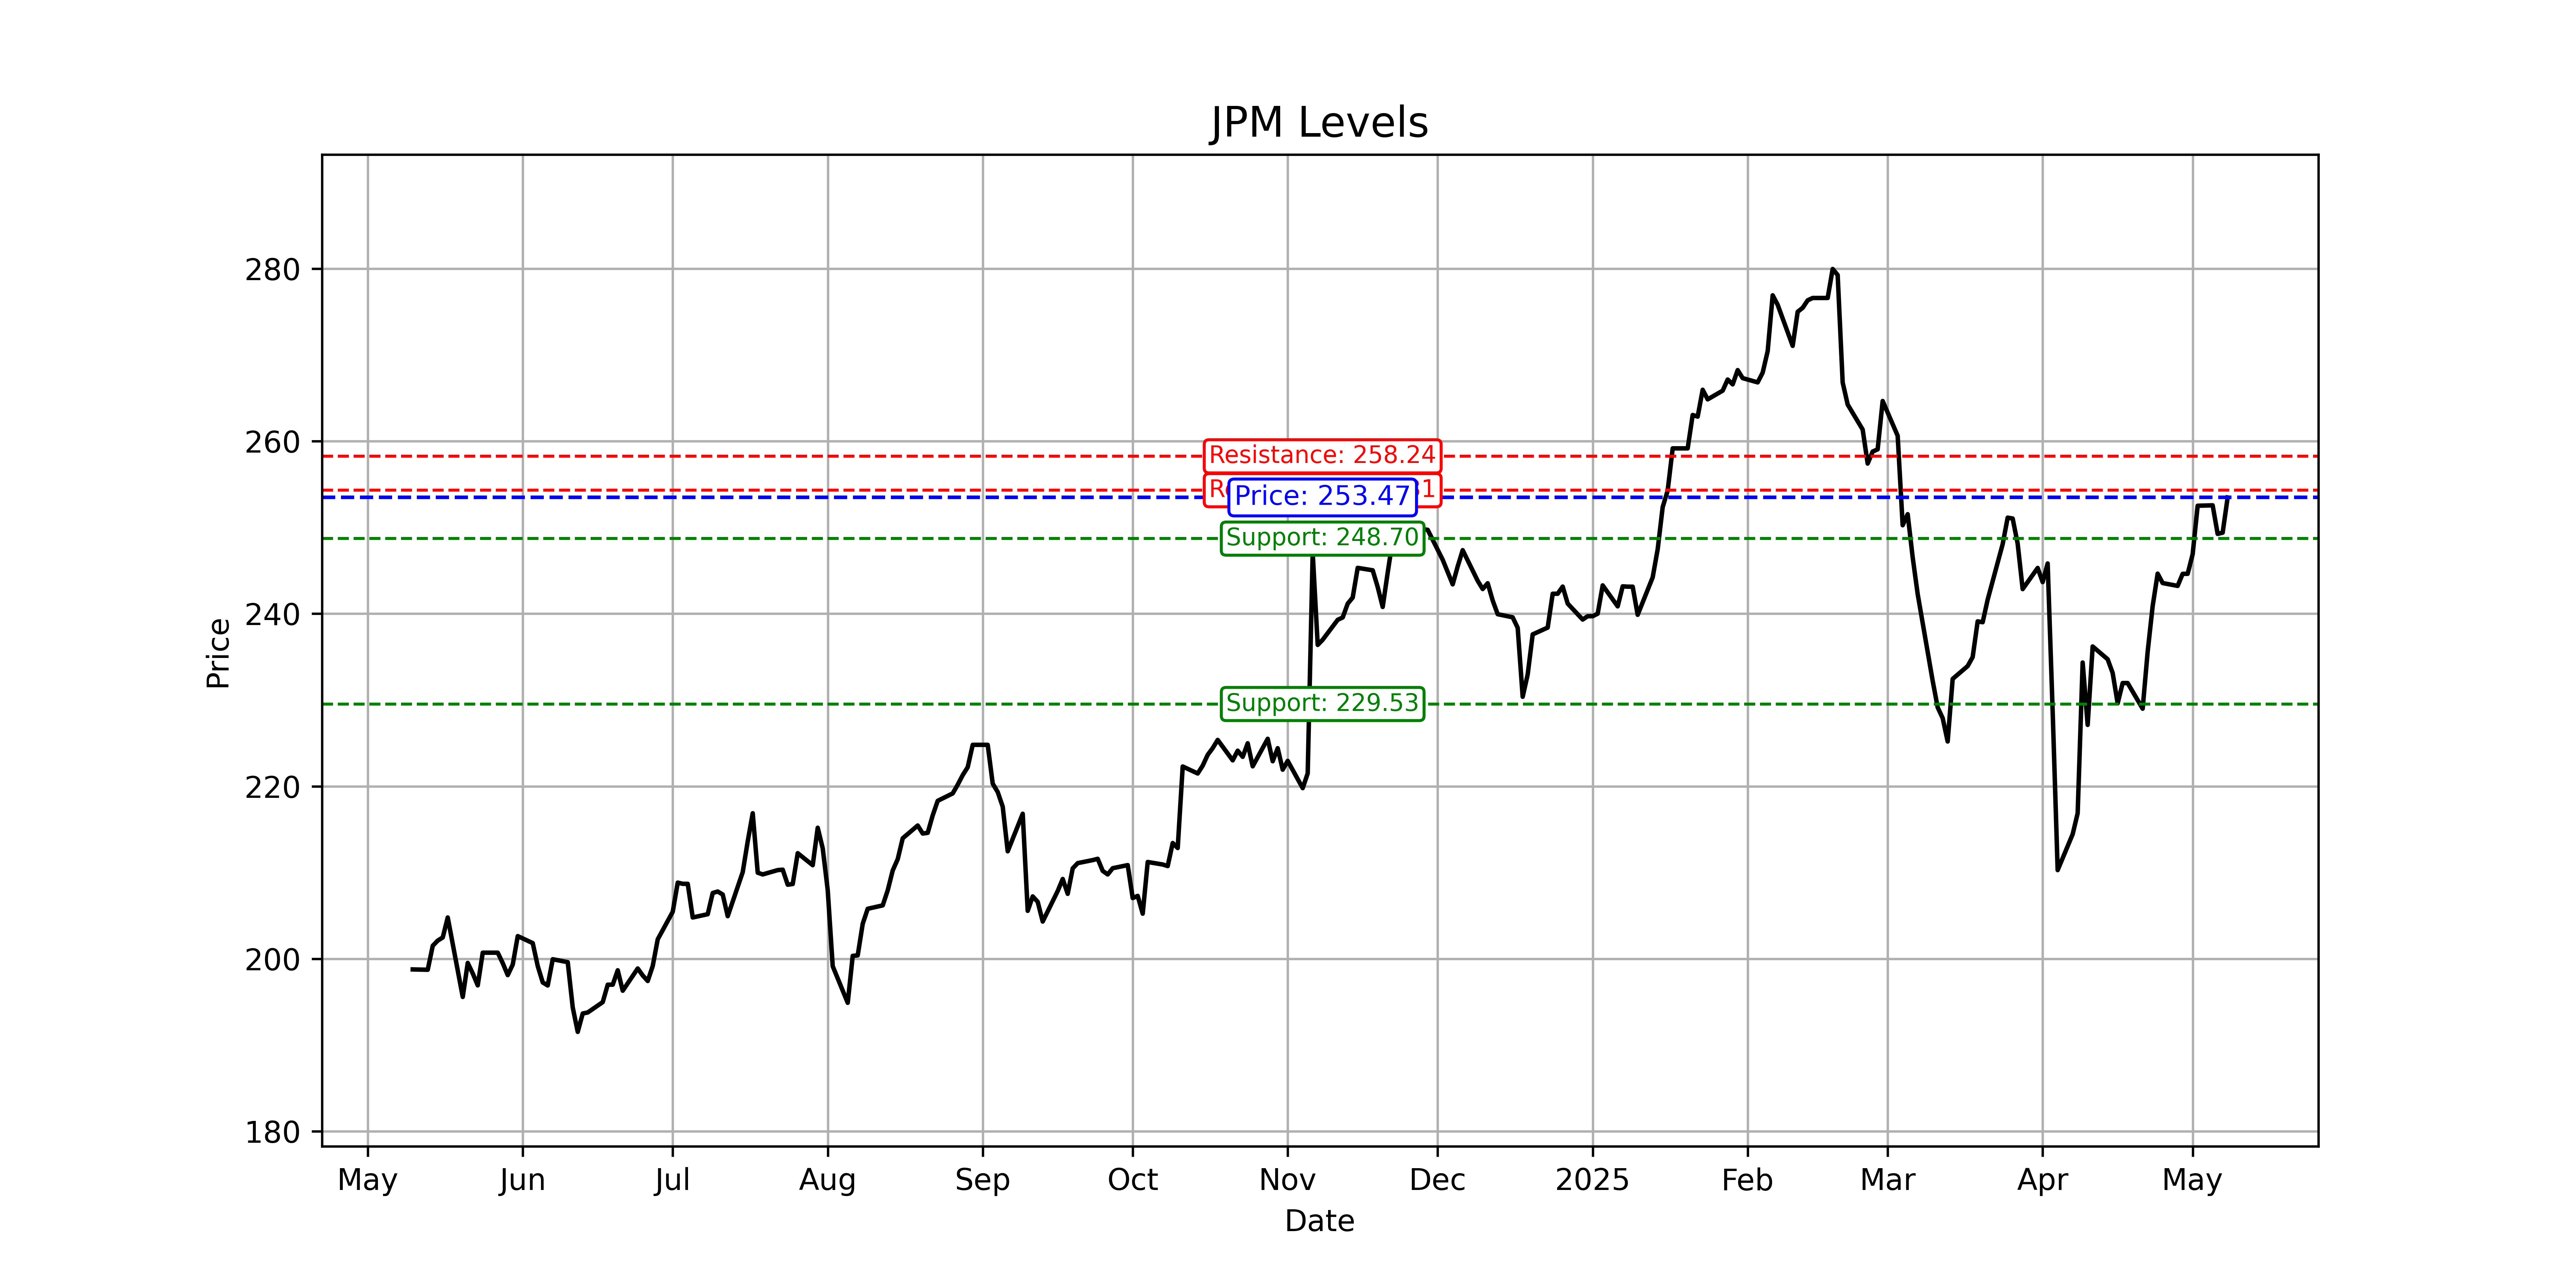 JPM Levels
280
260
240
220
200
180
Price
Resistance: 258.24
Price: 253.47
Support: 248.70
Support: 229.53
May Jun Jul Aug Sep Oct Nov Dec 2025 Feb Mar Apr May
Date